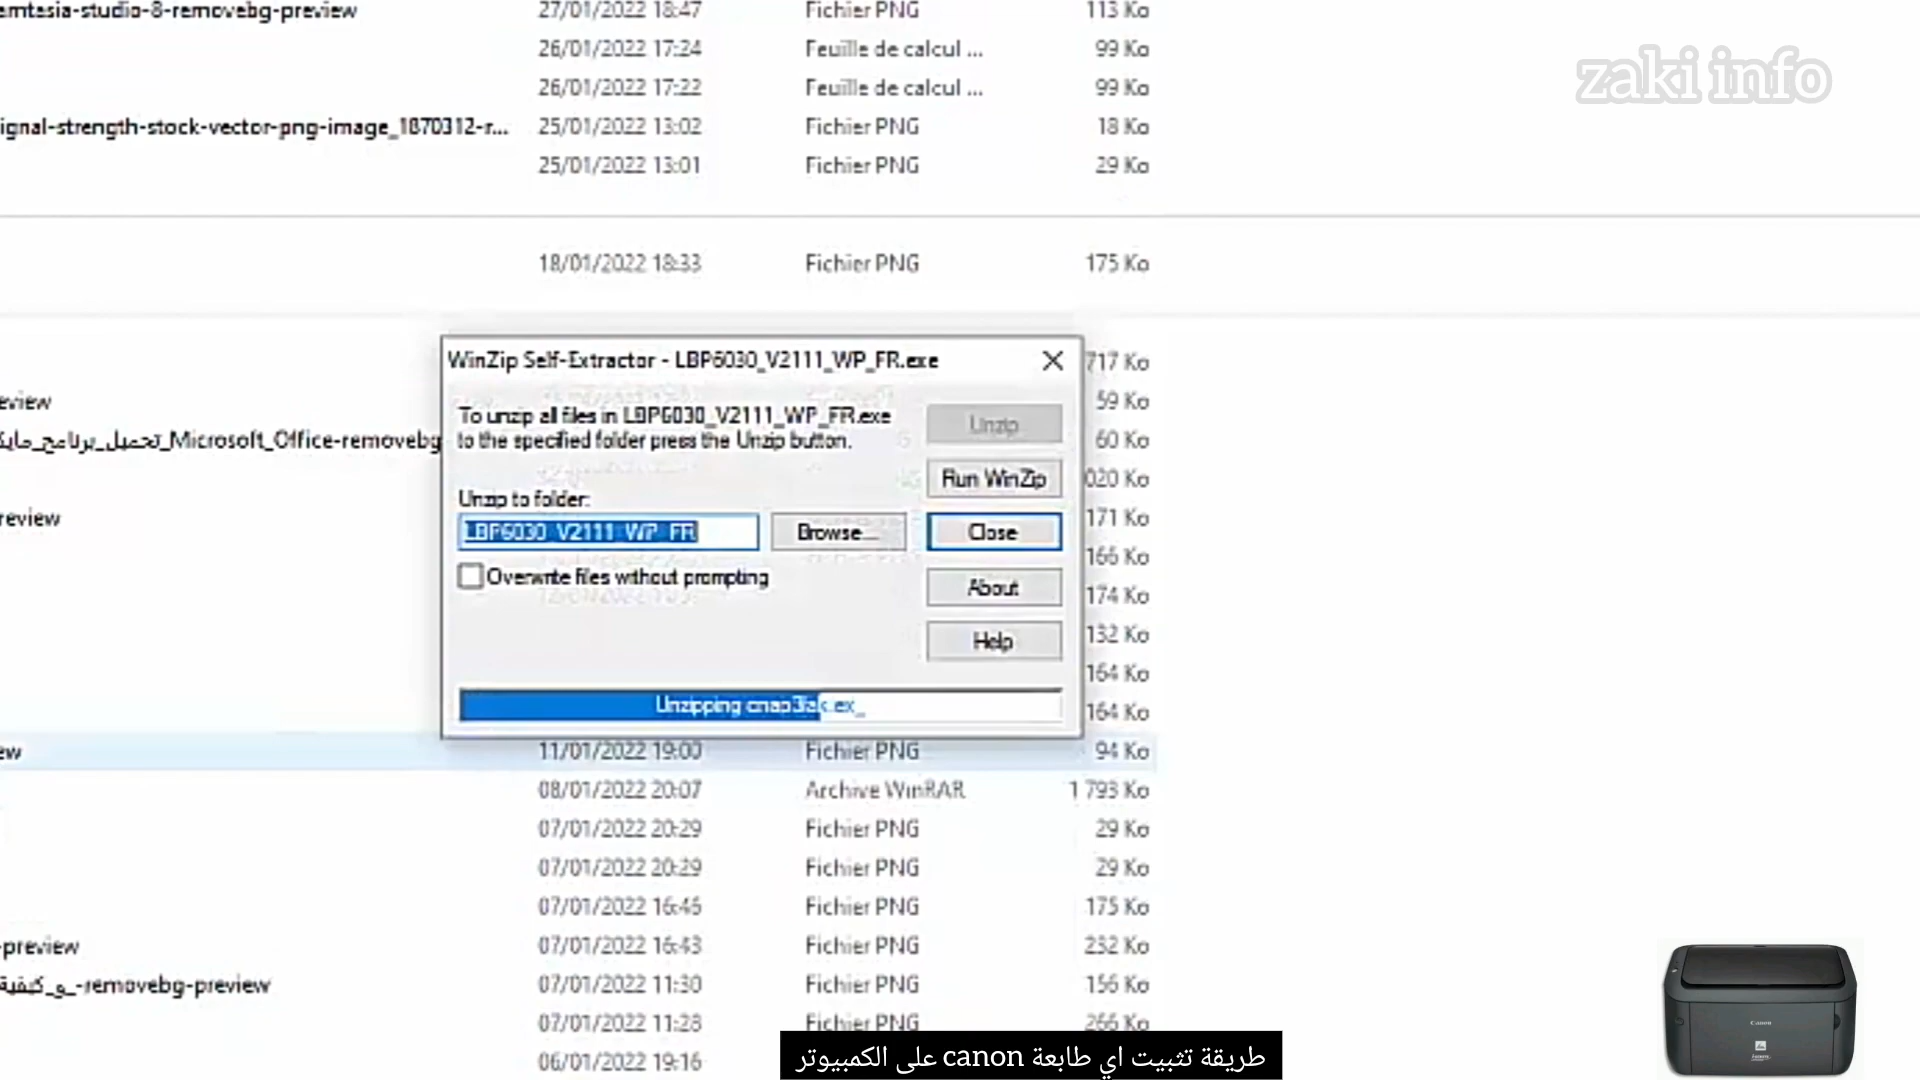 amtasia-studio-8-removebg-preview 27/01/2022 18:47 Fichier PNG 113 Ko
26/01/2022 17:24 Feuille de calcul ... 99 Ko
zaki info
26/01/2022 17:22 Feuille de calcul ... 99 Ko
ignal-strength-stock-vector-png-image_1870312-r... 25/01/2022 13:02 Fichier PNG 18 Ko
25/01/2022 13:01 Fichier PNG 29 Ko
18/01/2022 18:33 Fichier PNG 175 Ko
WinZip Self-Extractor - LBP6030_V2111_WP_FR.exe
717 Ko
eview
59 Ko
To unzip all files in LBP6030_V2111_WP_FR.exe
to the specified folder press the Unzip button.
Unzip
تحميل_برنامج_مايك_Microsoft_Office-removebg
60 Ko
Run WinZip
020 Ko
Unzip to folder:
review
171 Ko
LBP6030_V2111_WP_FR
Browse...
Close
166 Ko
Overwrite files without prompting
About
174 Ko
132 Ko
Help
164 Ko
Unzipping cnap3lak.ex_
164 Ko
ew 11/01/2022 19:00 Fichier PNG 94 Ko
08/01/2022 20:07 Archive WinRAR 1 793 Ko
07/01/2022 20:29 Fichier PNG 29 Ko
07/01/2022 20:29 Fichier PNG 29 Ko
07/01/2022 16:46 Fichier PNG 175 Ko
-preview 07/01/2022 16:43 Fichier PNG 232 Ko
و_كيفية_-removebg-preview 07/01/2022 11:30 Fichier PNG 156 Ko
07/01/2022 11:28 Fichier PNG 266 Ko
Canon
06/01/2022 19:16
طريقة تثبيت اي طابعة canon على الكمبيوتر